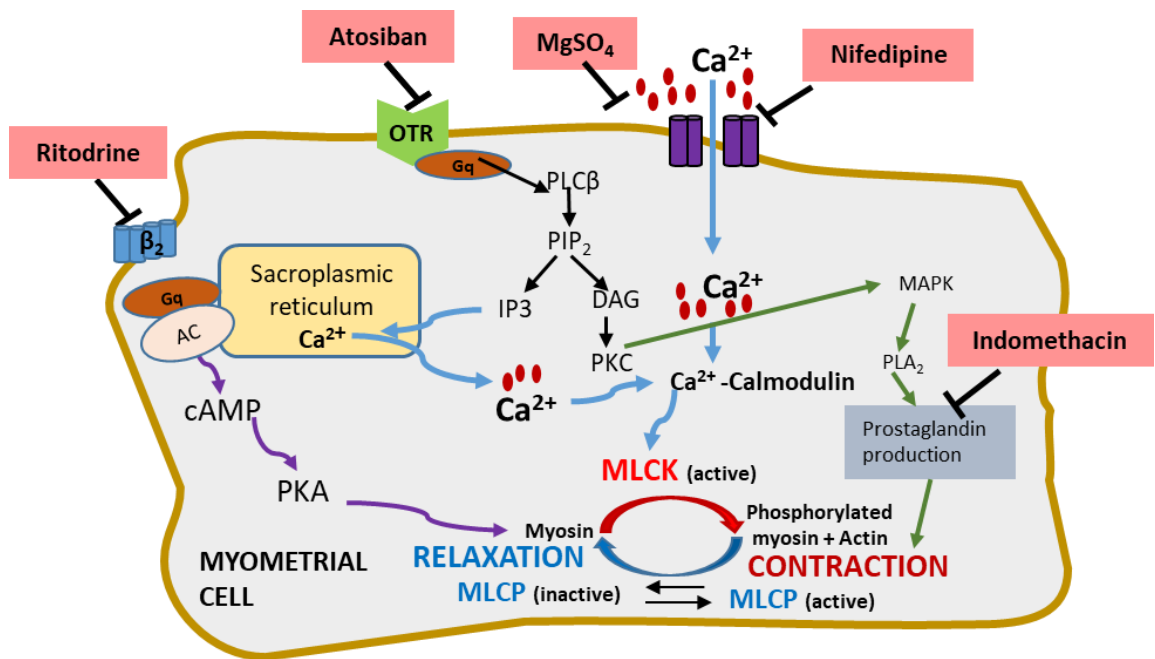 Atosiban
MgSO₄
Ca²⁺
Nifedipine
Ritodrine
OTR
Gq
PLCβ
β₂
PIP₂
Sacroplasmic
reticulum
Ca²⁺
Gq
AC
IP3
DAG
Ca²⁺
MAPK
Indomethacin
PKC
PLA₂
cAMP
Ca²⁺
Ca²⁺ -Calmodulin
Prostaglandin
production
MLCK (active)
PKA
Myosin
Phosphorylated
myosin + Actin
RELAXATION
CONTRACTION
MYOMETRIAL
CELL
MLCP (inactive)
MLCP (active)